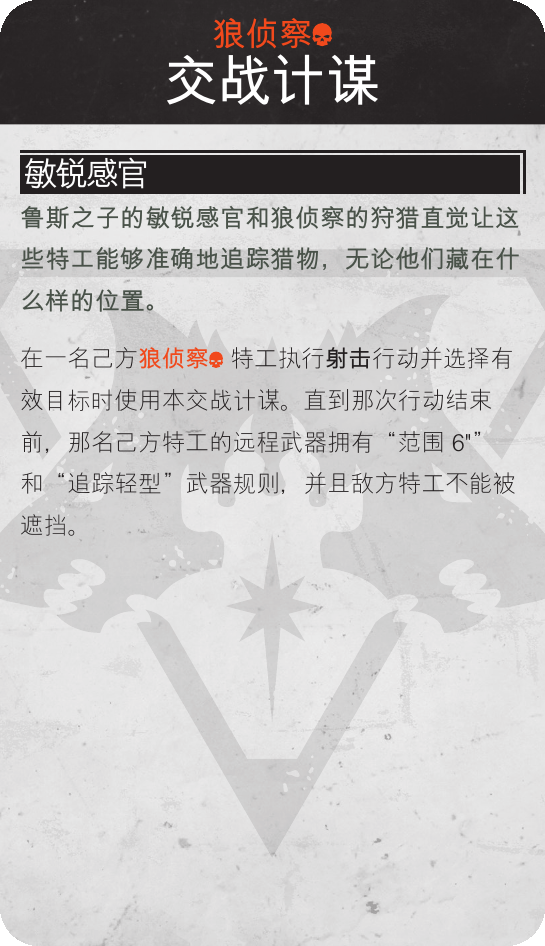 狼侦察
交战计谋
敏锐感官
鲁斯之子的敏锐感官和狼侦察的狩猎直觉让这
些特工能够准确地追踪猎物，无论他们藏在什
么样的位置。
在一名己方狼侦察 特工执行射击行动并选择有
效目标时使用本交战计谋。直到那次行动结束
前，那名己方特工的远程武器拥有“范围 6"”
和“追踪轻型”武器规则，并且敌方特工不能被
遮挡。